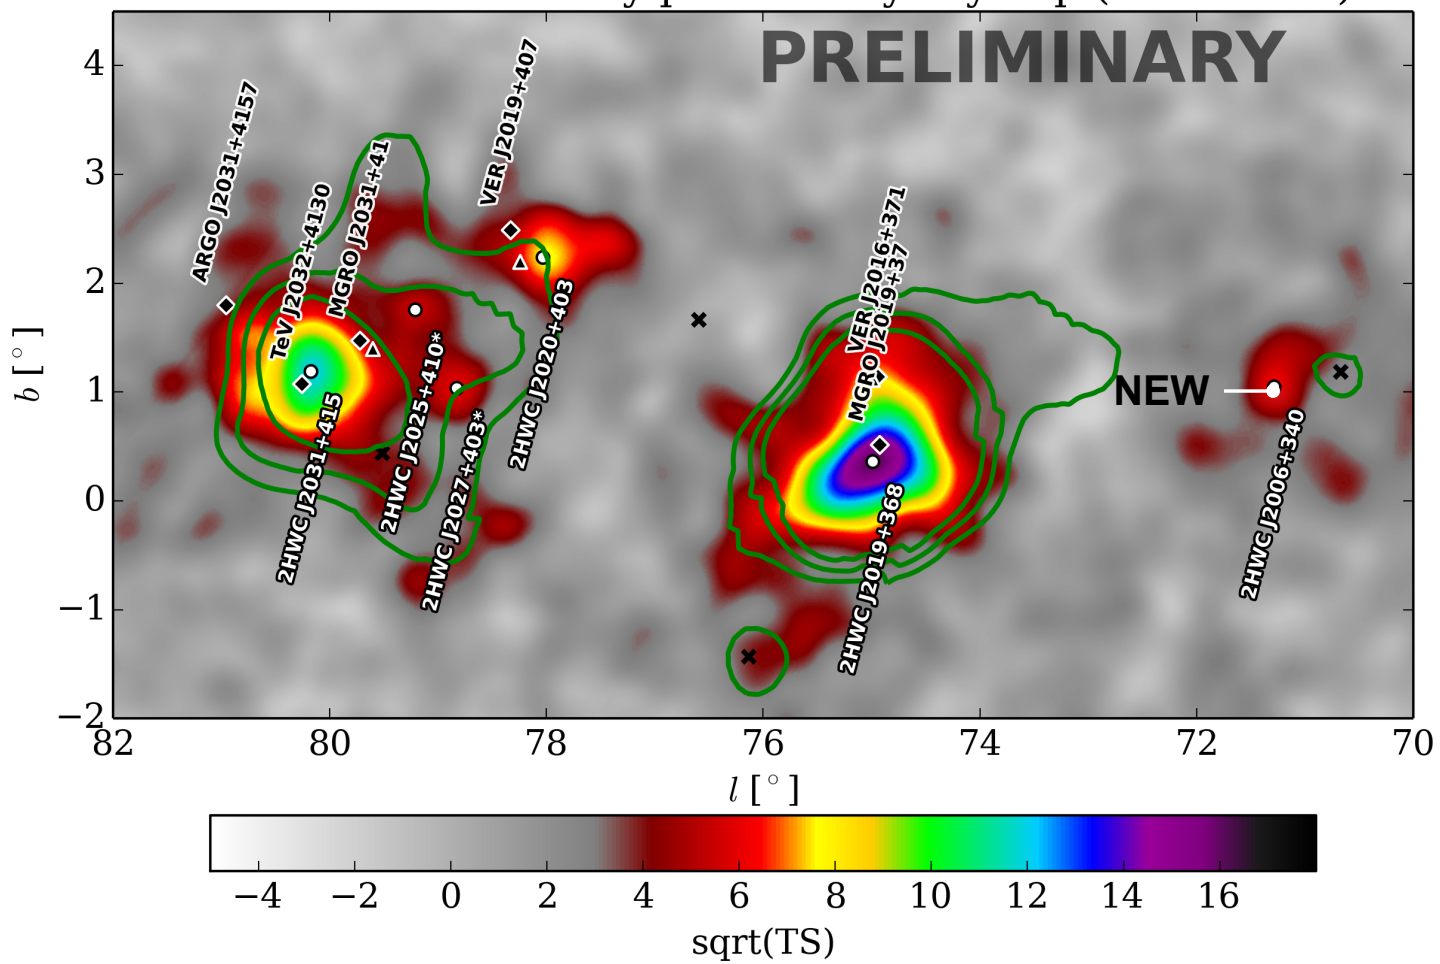 PRELIMINARY
4
3
2
1
0
−1
−2
b [°]
ARGO J2031+4157
TeV J2032+4130
MGRO J2031+41
VER J2019+407
VER J2016+371
MGRO J2019+37
NEW
2HWC J2031+415
2HWC J2025+410*
2HWC J2027+403*
2HWC J2020+403
2HWC J2019+368
2HWC J2006+340
82 80 78 76 74 72 70
l [°]
−4 −2 0 2 4 6 8 10 12 14 16
sqrt(TS)